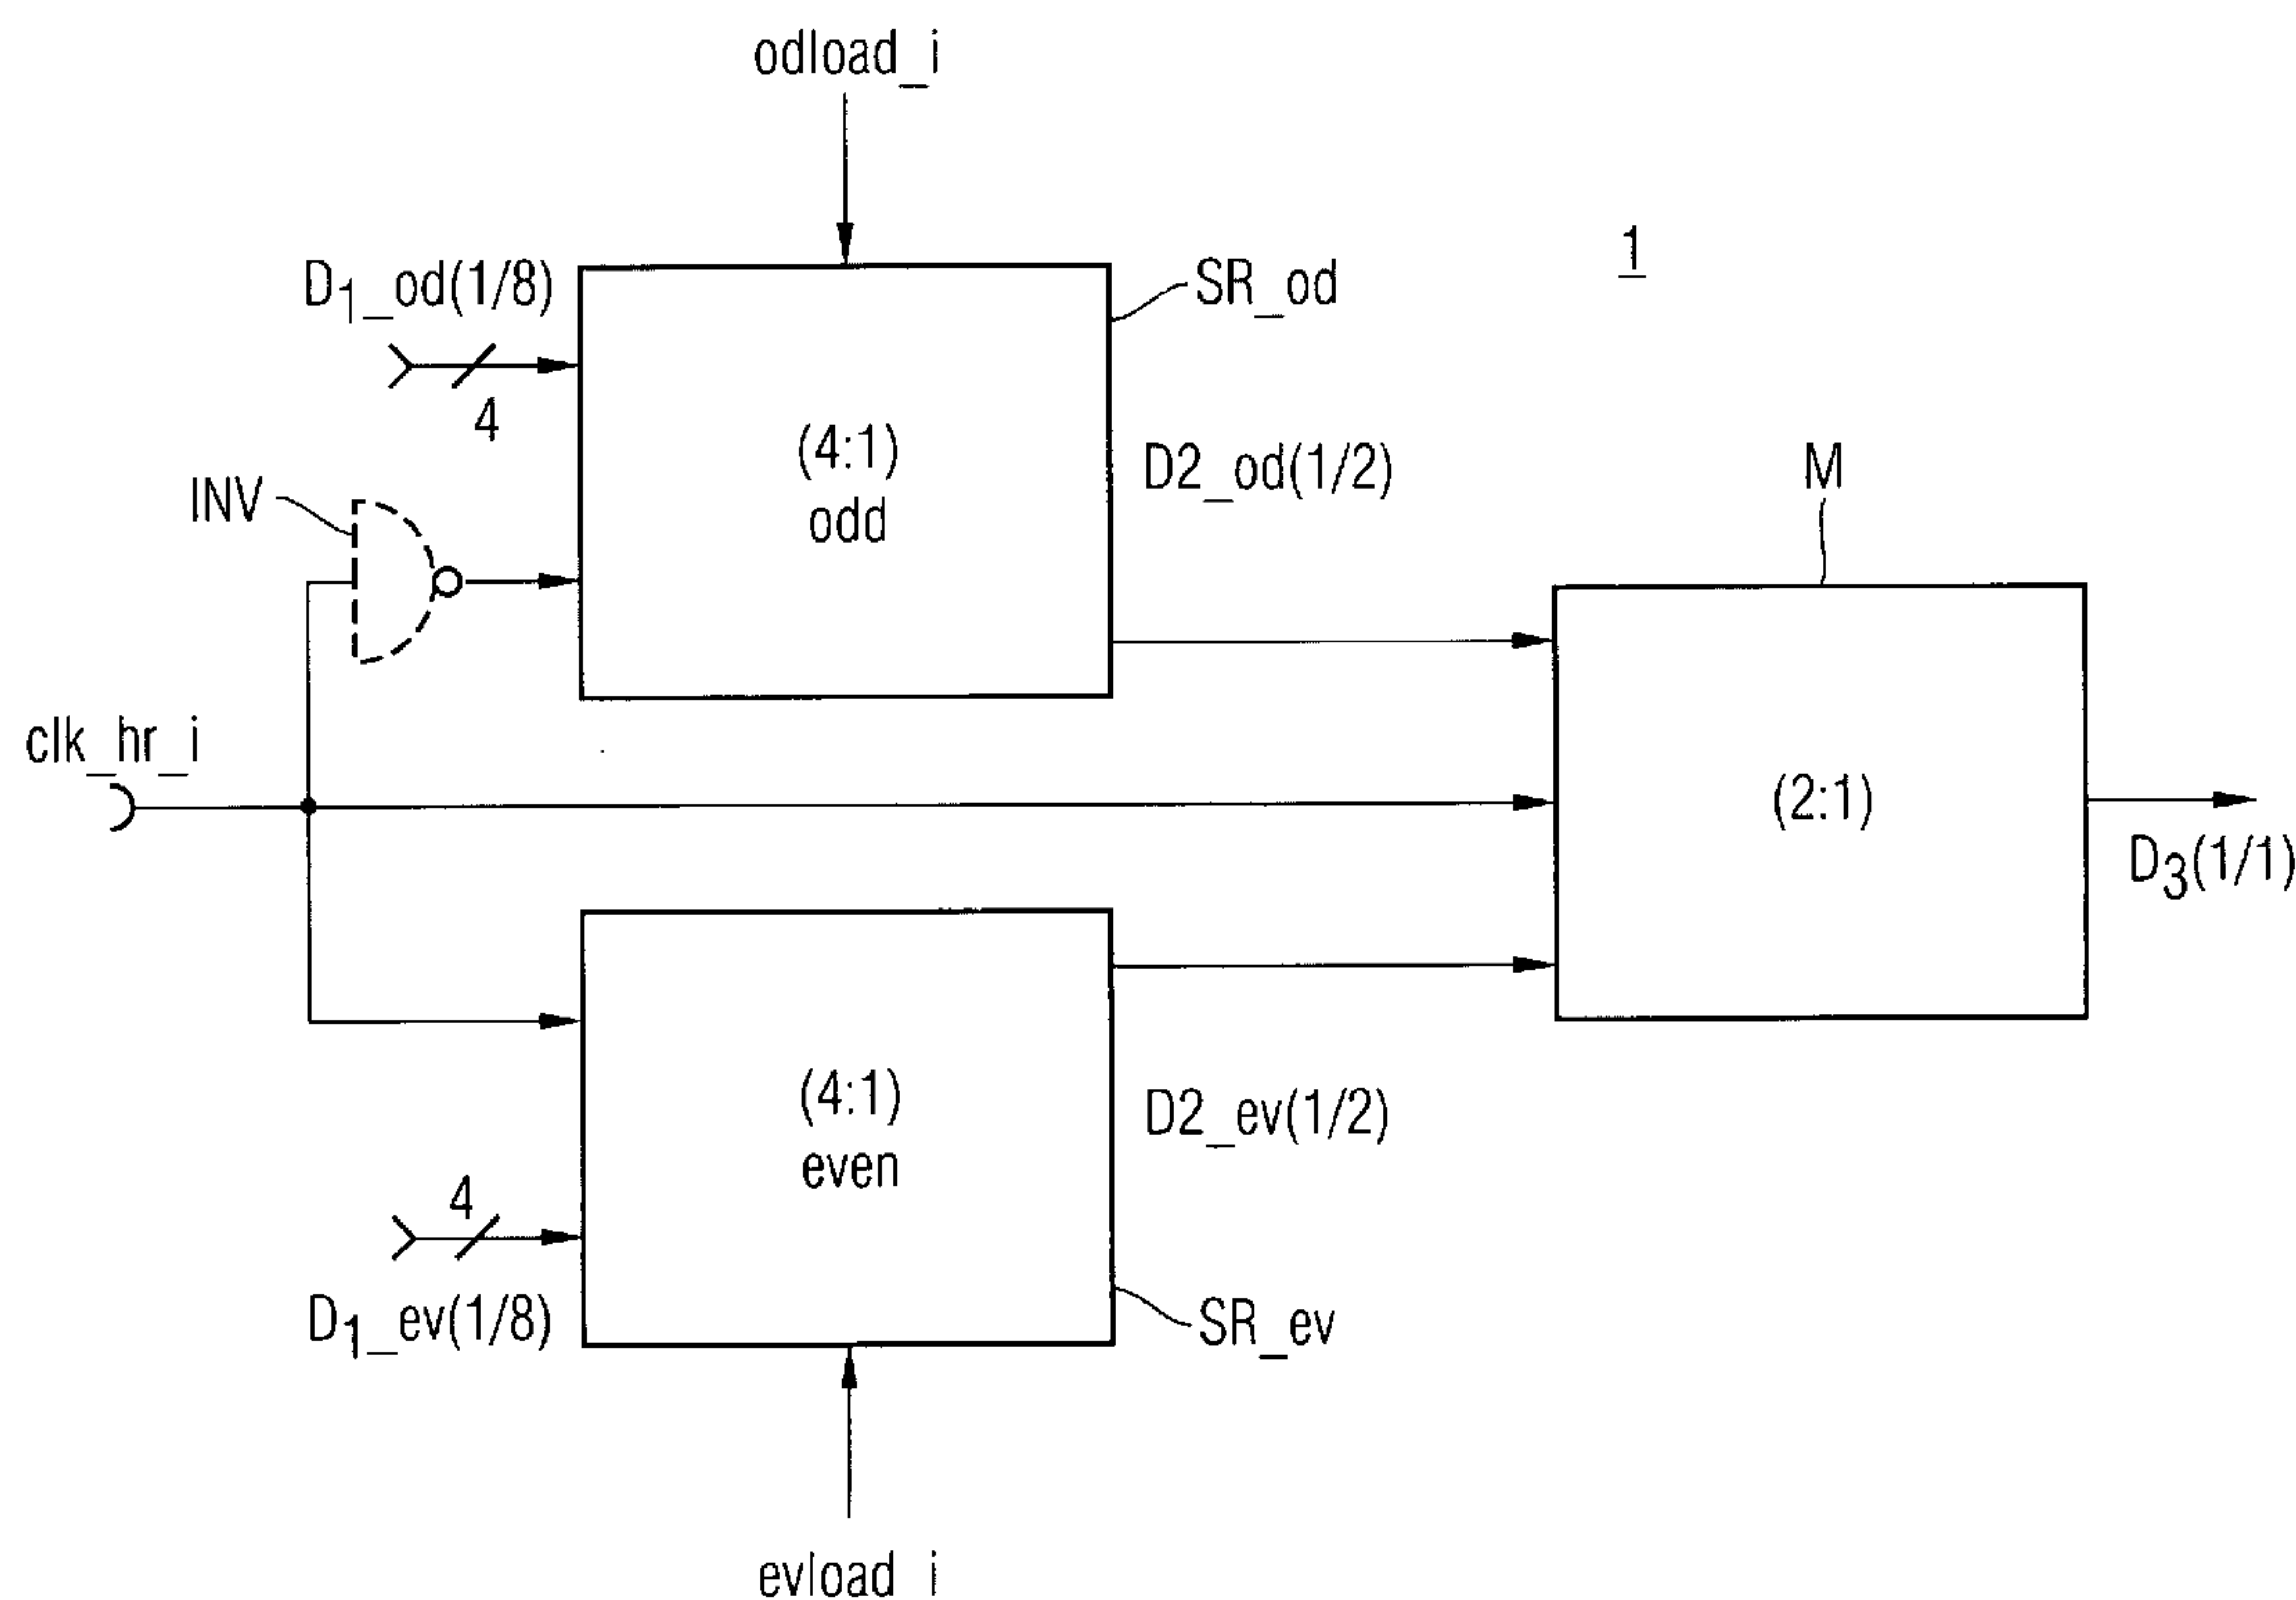 odload_i
1
D1_od(1/8)
SR_od
4
(4:1)
odd
D2_od(1/2)
M
INV
clk_hr_i
(2:1)
D3(1/1)
(4:1)
even
D2_ev(1/2)
4
D1_ev(1/8)
SR_ev
evload i